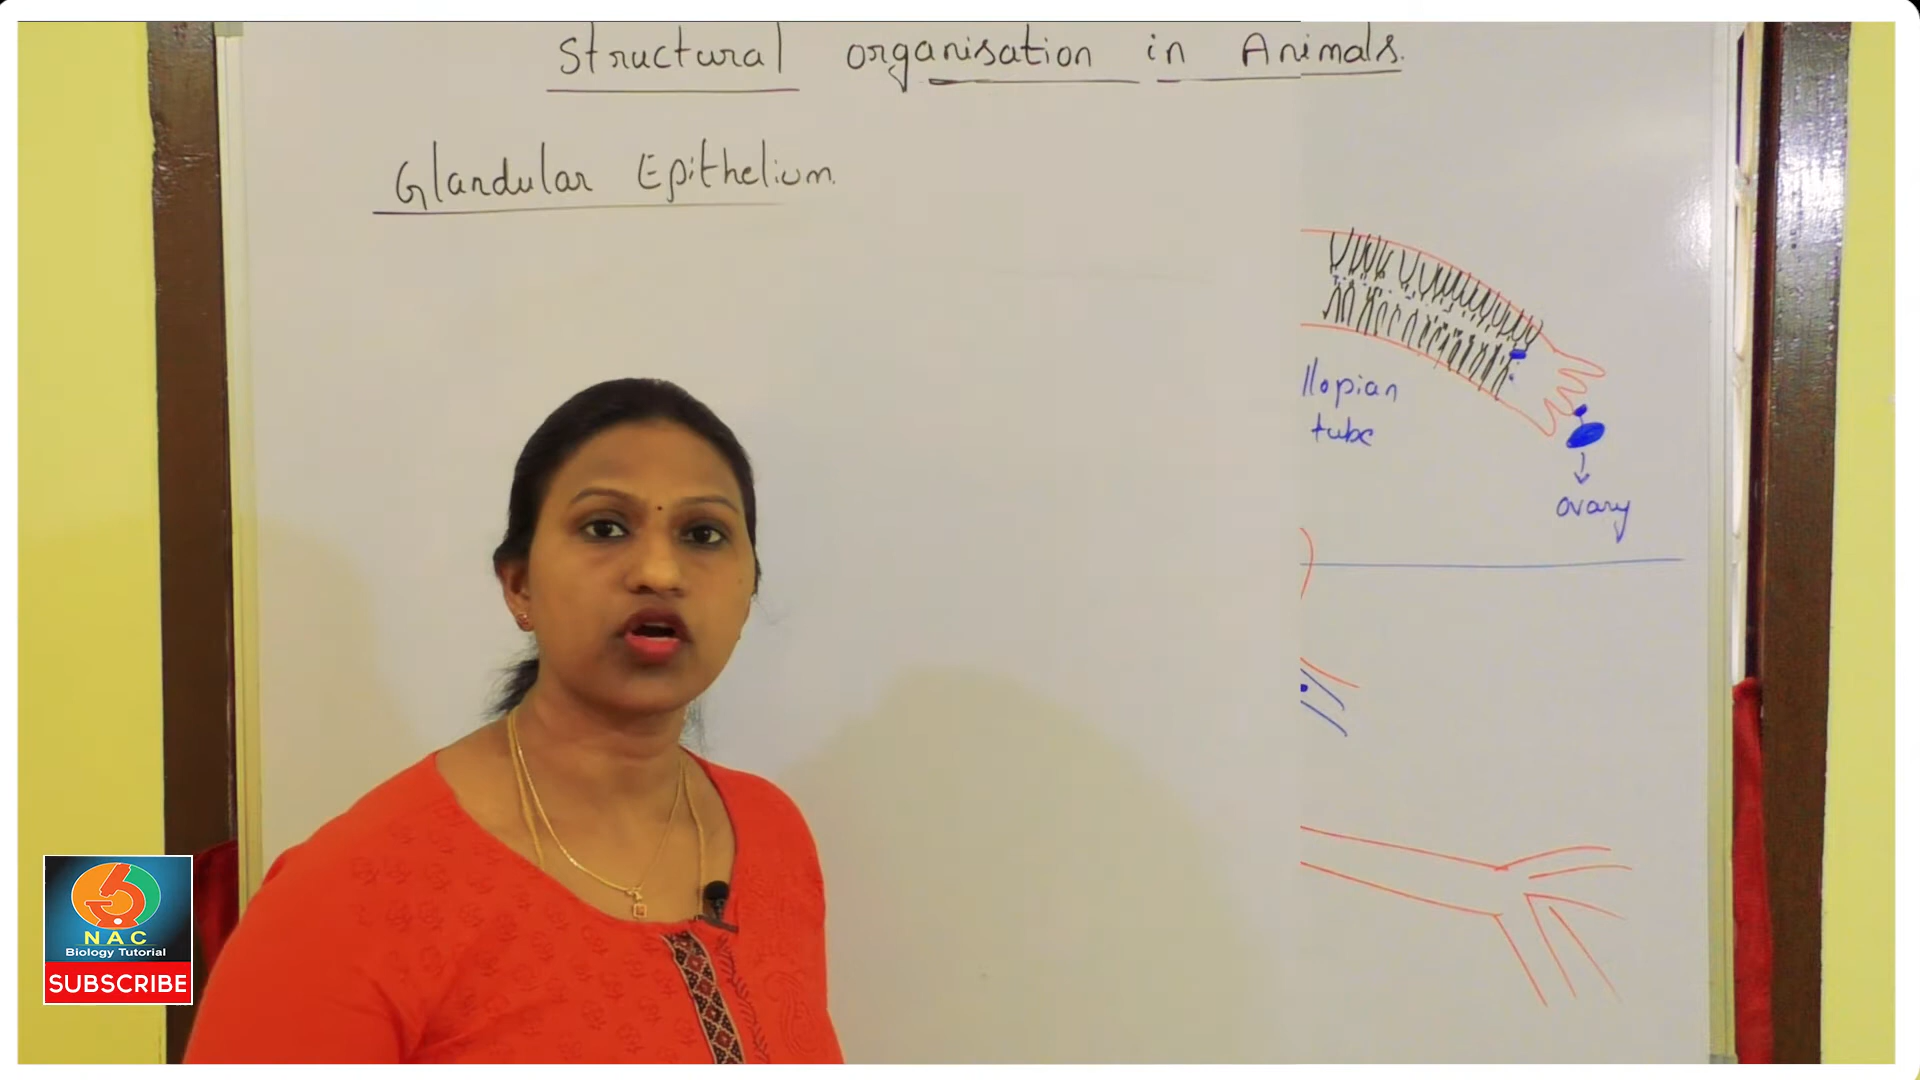 Structural organisation in Animals.
Glandular Epithelium.
llopian
tube
ovary
NAC
Biology Tutorial
SUBSCRIBE